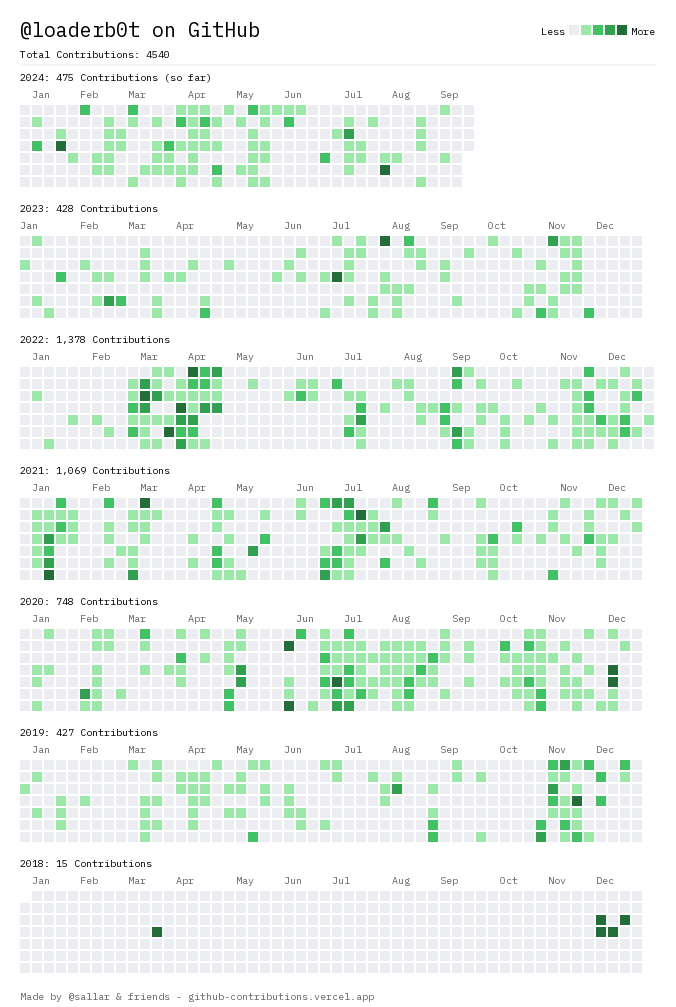 @loaderb0t on GitHub
Less More
Total Contributions: 4540
2024: 475 Contributions (so far)
Jan Feb Mar Apr May Jun Jul Aug Sep
2023: 428 Contributions
Jan Feb Mar Apr May Jun Jul Aug Sep Oct Nov Dec
2022: 1,378 Contributions
Jan Feb Mar Apr May Jun Jul Aug Sep Oct Nov Dec
2021: 1,069 Contributions
Jan Feb Mar Apr May Jun Jul Aug Sep Oct Nov Dec
2020: 748 Contributions
Jan Feb Mar Apr May Jun Jul Aug Sep Oct Nov Dec
2019: 427 Contributions
Jan Feb Mar Apr May Jun Jul Aug Sep Oct Nov Dec
2018: 15 Contributions
Jan Feb Mar Apr May Jun Jul Aug Sep Oct Nov Dec
Made by @sallar & friends - github-contributions.vercel.app